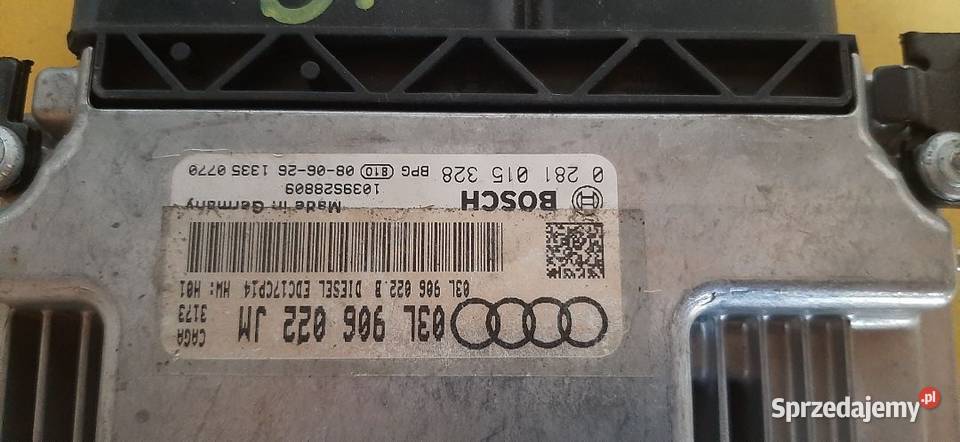 03L 906 022 JM
CAGA
3173
03L 906 022.B DIESEL EDC17CP14 HW: H01
BOSCH
Made in Germany
1039S28809
0 281 015 328 BPG 810 08-06-26 1335 0770
Sprzedajemy.pl